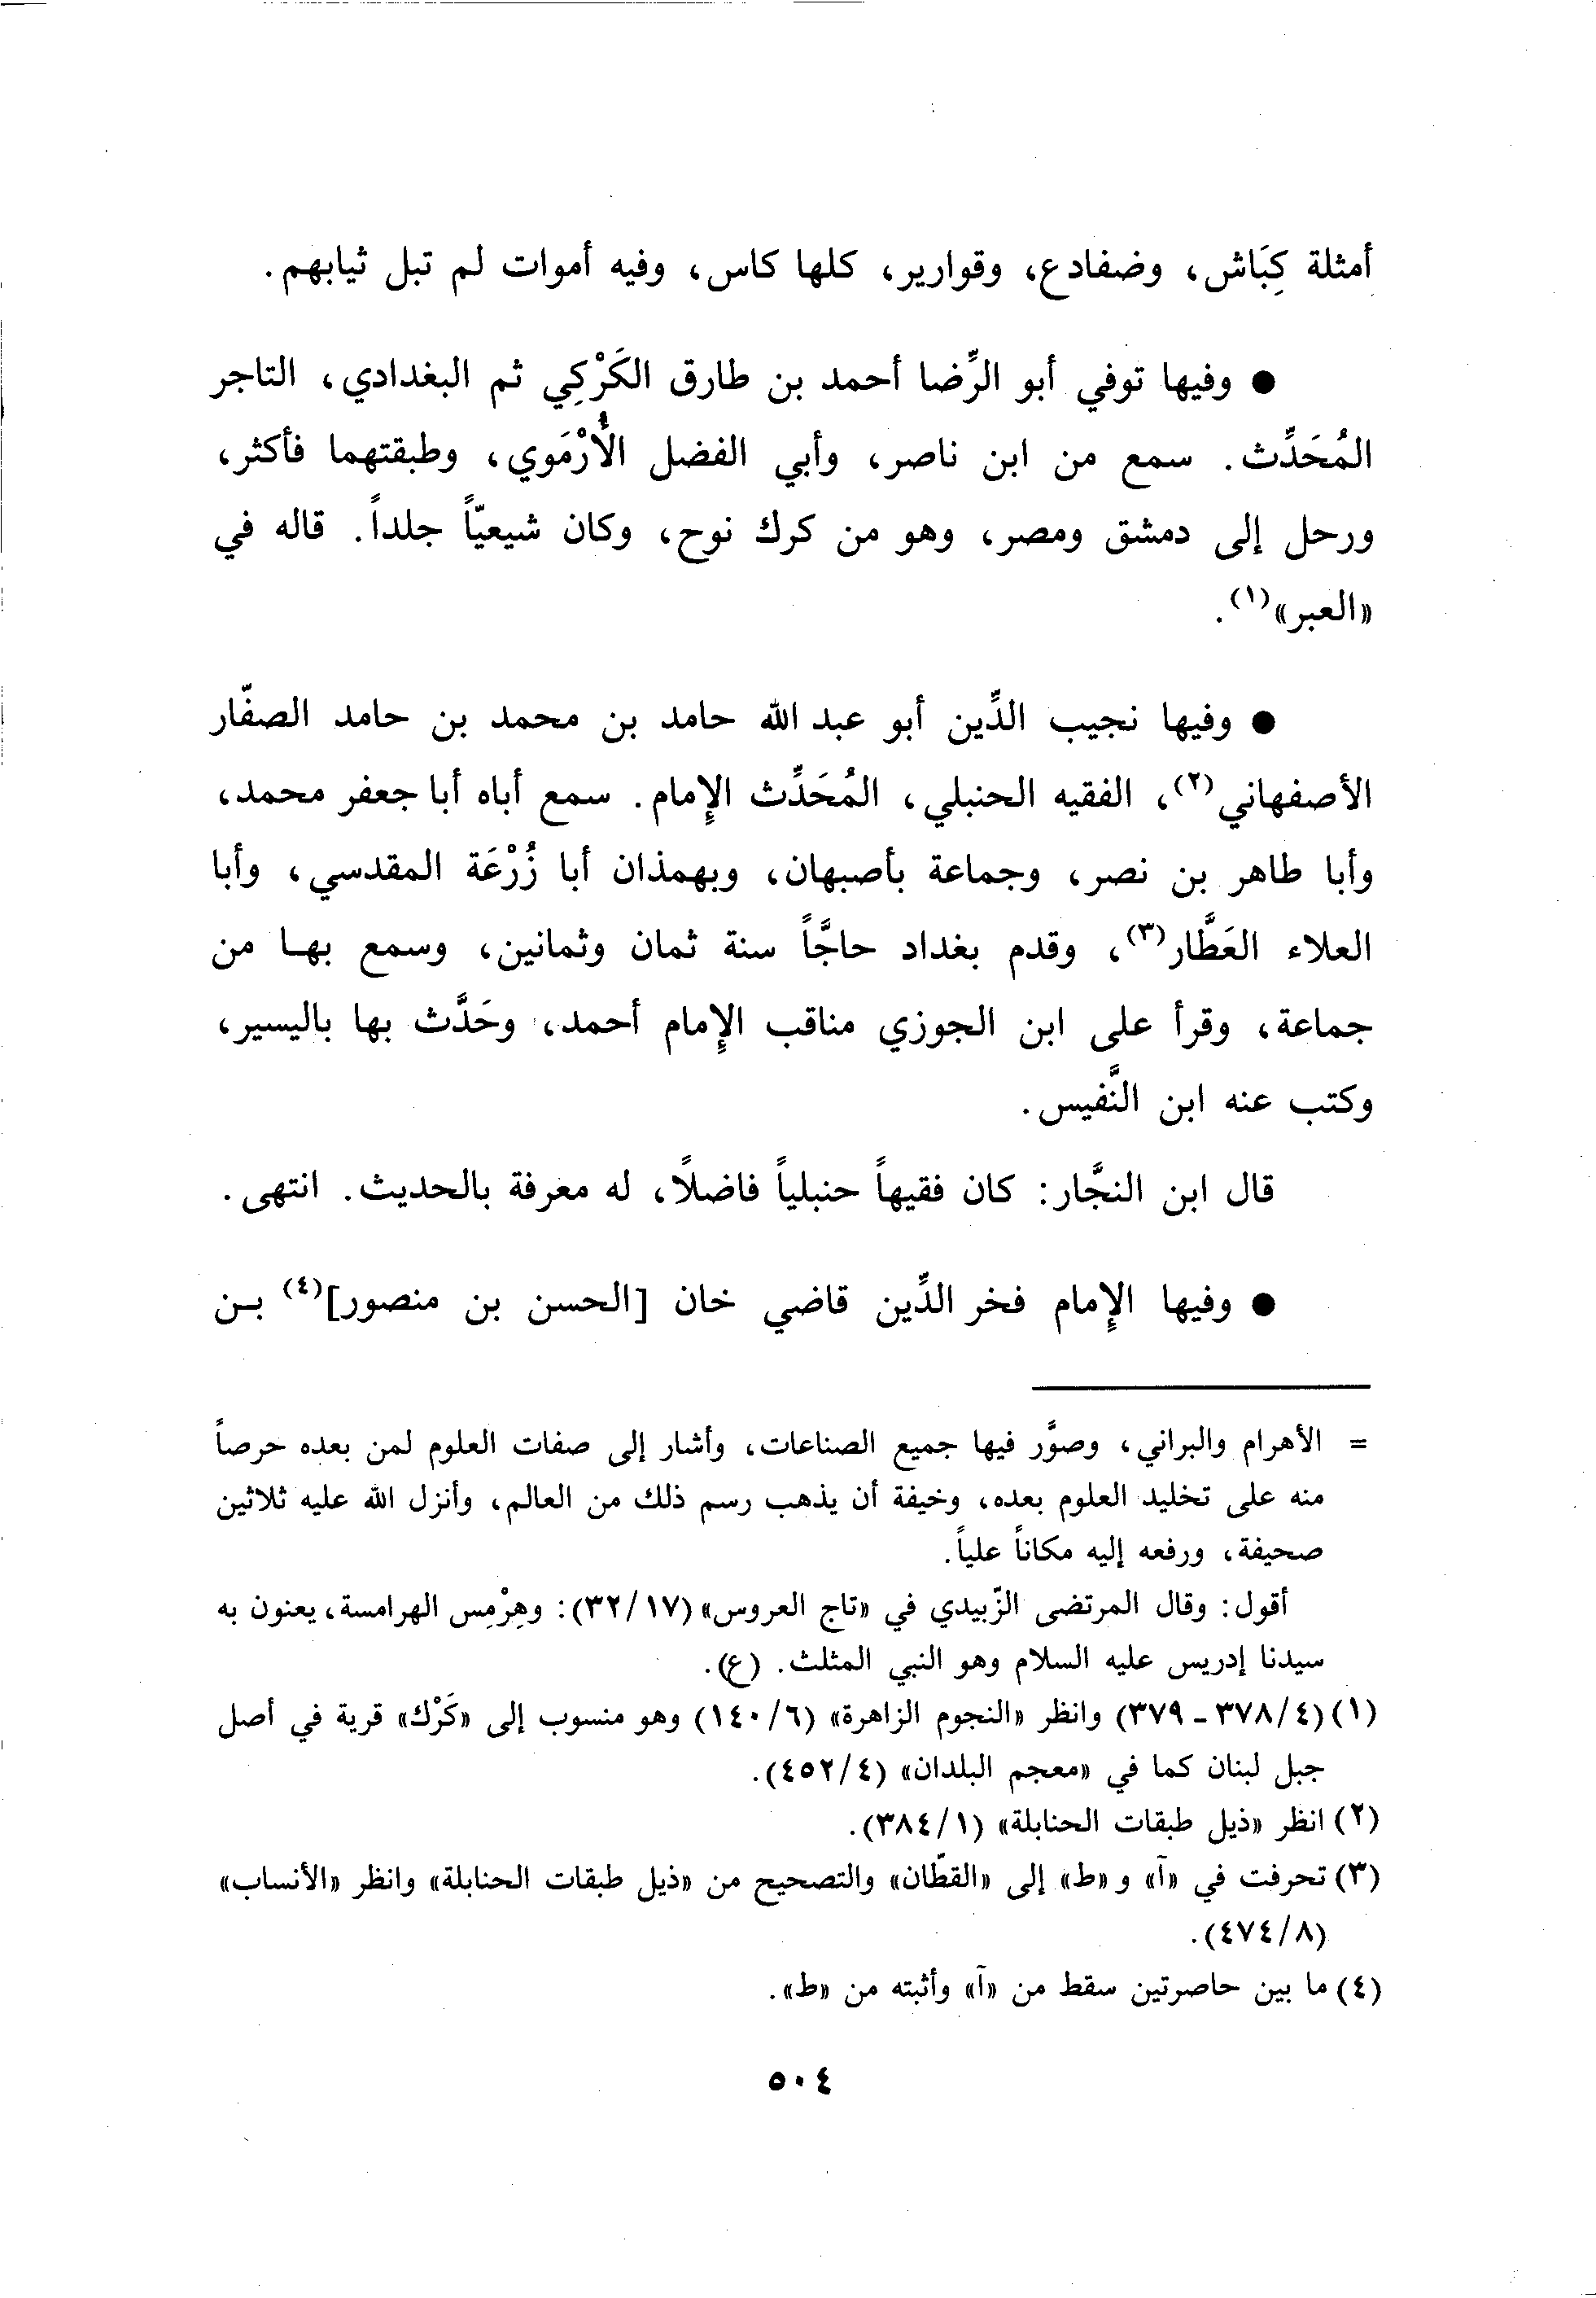 أمثلة كِبَاش، وضفادع، وقوارير، كلها كاس، وفيه أموات لم تبل ثيابهم.
● وفيها توفي أبو الرِّضا أحمد بن طارق الكَرْكِي ثم البغدادي، التاجر
المُحَدِّث. سمع من ابن ناصر، وأبي الفضل الأُرْمَوي، وطبقتهما فأكثر،
ورحل إلى دمشق ومصر، وهو من كرك نوح، وكان شيعيّاً جلداً. قاله في
«العبر»(١).
● وفيها نجيب الدِّين أبو عبد الله حامد بن محمد بن حامد الصفّار
الأصفهاني(٢)، الفقيه الحنبلي، المُحَدِّث الإِمام. سمع أباه أبا جعفر محمد،
وأبا طاهر بن نصر، وجماعة بأصبهان، وبهمذان أبا زُرْعَة المقدسي، وأبا
العلاء العَطَّار(٣)، وقدم بغداد حاجَّاً سنة ثمان وثمانين، وسمع بهـا من
جماعة، وقرأ على ابن الجوزي مناقب الإِمام أحمد، وحَدَّث بها باليسير،
وكتب عنه ابن النَّفيس.
قال ابن النجَّار: كان فقيهاً حنبلياً فاضلًا، له معرفة بالحديث. انتهى.
● وفيها الإِمام فخر الدِّين قاضي خان [الحسن بن منصور](٤) بـن
= الأهرام والبراني، وصوَّر فيها جميع الصناعات، وأشار إلى صفات العلوم لمن بعده حرصاً
منه على تخليد العلوم بعده، وخيفة أن يذهب رسم ذلك من العالم، وأنزل الله عليه ثلاثين
صحيفة، ورفعه إليه مكاناً علياً.
أقول: وقال المرتضى الزّبيدي في «تاج العروس» (٣٢/١٧): وهِرْمِس الهرامسة، يعنون به
سيدنا إدريس عليه السلام وهو النبي المثلث. (ع).
(١) (٣٧٨/٤ - ٣٧٩) وانظر «النجوم الزاهرة» (١٤٠/٦) وهو منسوب إلى «كَرْك» قرية في أصل
جبل لبنان كما في «معجم البلدان» (٤٥٢/٤).
(٢) انظر «ذيل طبقات الحنابلة» (٣٨٤/١).
(٣) تحرفت في «آ» و «ط» إلى «القطّان» والتصحيح من «ذيل طبقات الحنابلة» وانظر «الأنساب»
(٤٧٤/٨).
(٤) ما بين حاصرتين سقط من «آ» وأثبته من «ط».
٥٠٤